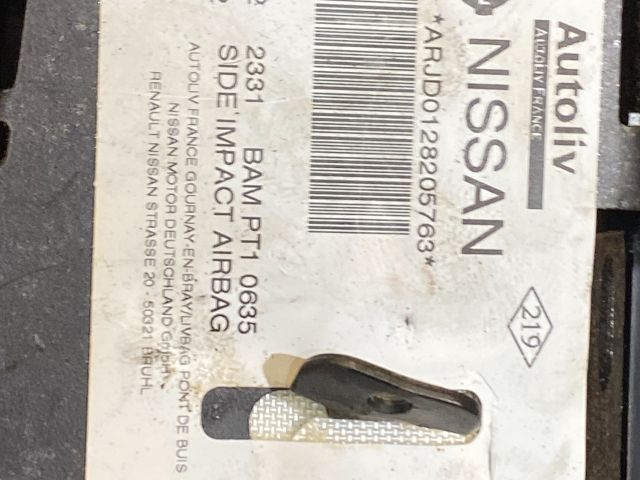 Autoliv
AUTOLIV FRANCE
NISSAN
219
*ARJD0128205763*
2331 BAM PT1 0635
SIDE IMPACT AIRBAG
AUTOLIV FRANCE GOURNAY-EN-BRAY/LIVBAG PONT DE BUIS
NISSAN MOTOR DEUTSCHLAND GmbH
RENAULT NISSAN STRASSE 20 - 50321 BRUHL